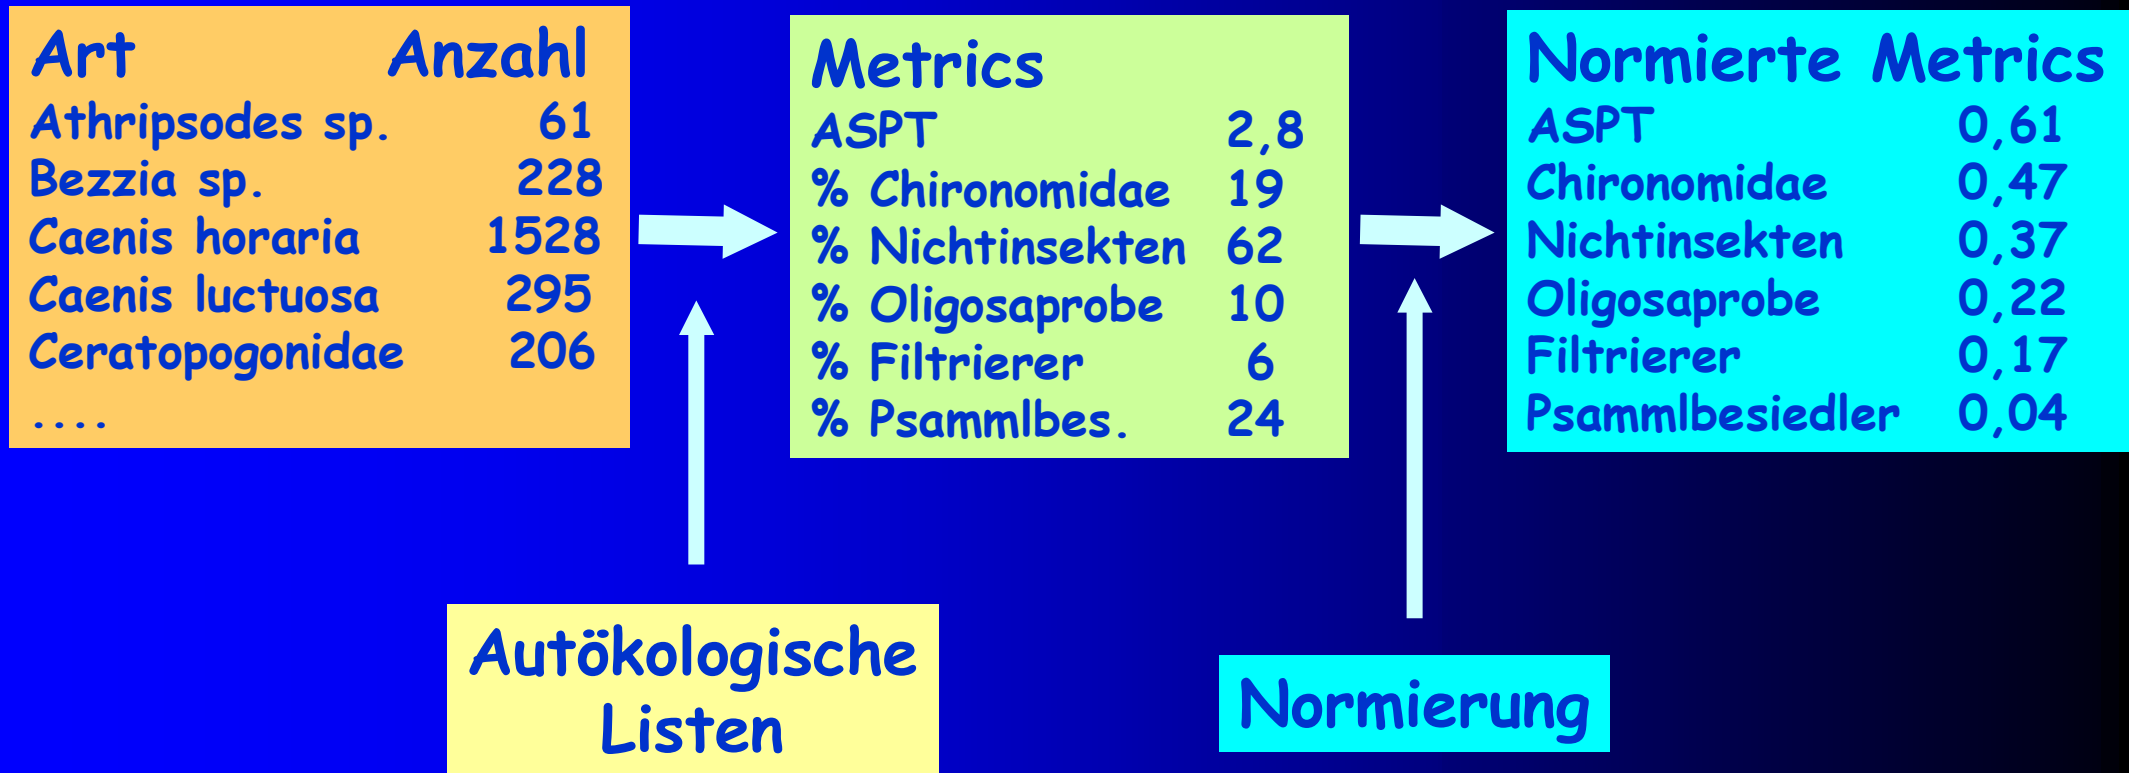 Art Anzahl
Athripsodes sp. 61
Bezzia sp. 228
Caenis horaria 1528
Caenis luctuosa 295
Ceratopogonidae 206
....
Metrics
ASPT 2,8
% Chironomidae 19
% Nichtinsekten 62
% Oligosaprobe 10
% Filtrierer 6
% Psammlbes. 24
Normierte Metrics
ASPT 0,61
Chironomidae 0,47
Nichtinsekten 0,37
Oligosaprobe 0,22
Filtrierer 0,17
Psammlbesiedler 0,04
Autökologische
Listen
Normierung